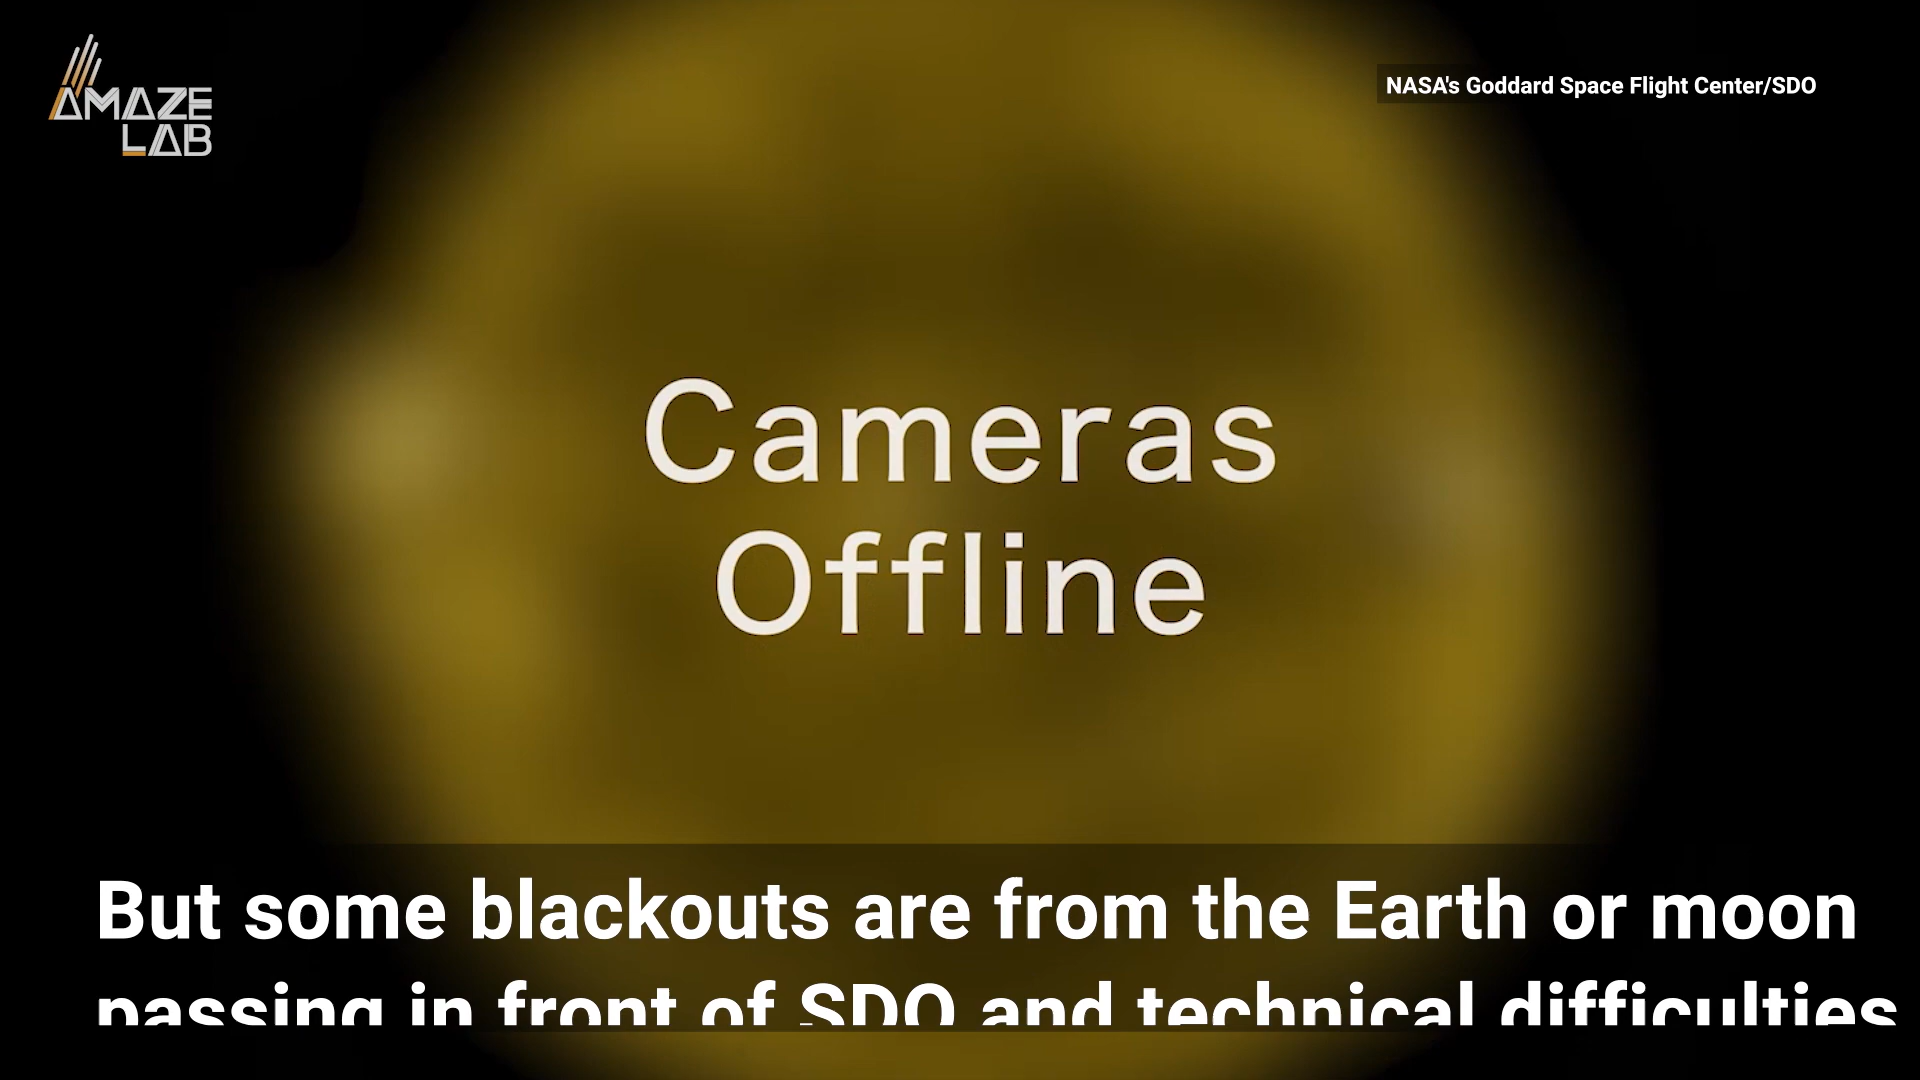 AMAZE
LAB
NASA's Goddard Space Flight Center/SDO
Cameras
Offline
But some blackouts are from the Earth or moon
passing in front of SDO and technical difficulties